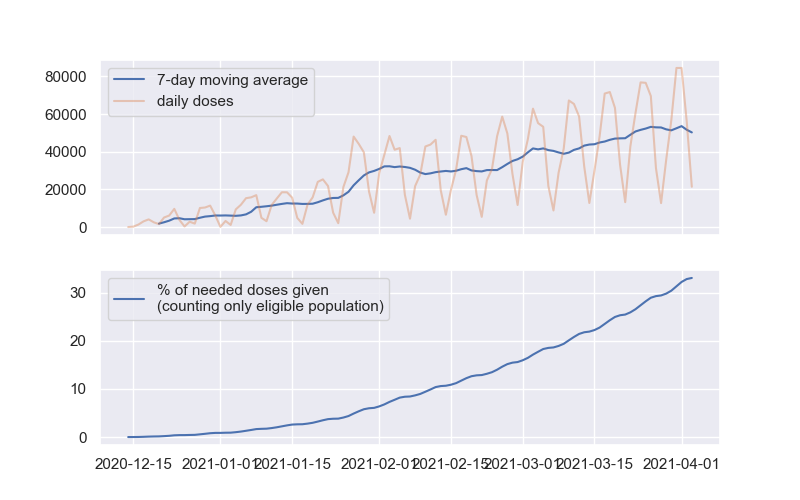 80000
60000
40000
20000
0
7-day moving average
daily doses
30
20
10
0
% of needed doses given
(counting only eligible population)
2020-12-15 2021-01-01 2021-01-15 2021-02-01 2021-02-15 2021-03-01 2021-03-15 2021-04-01